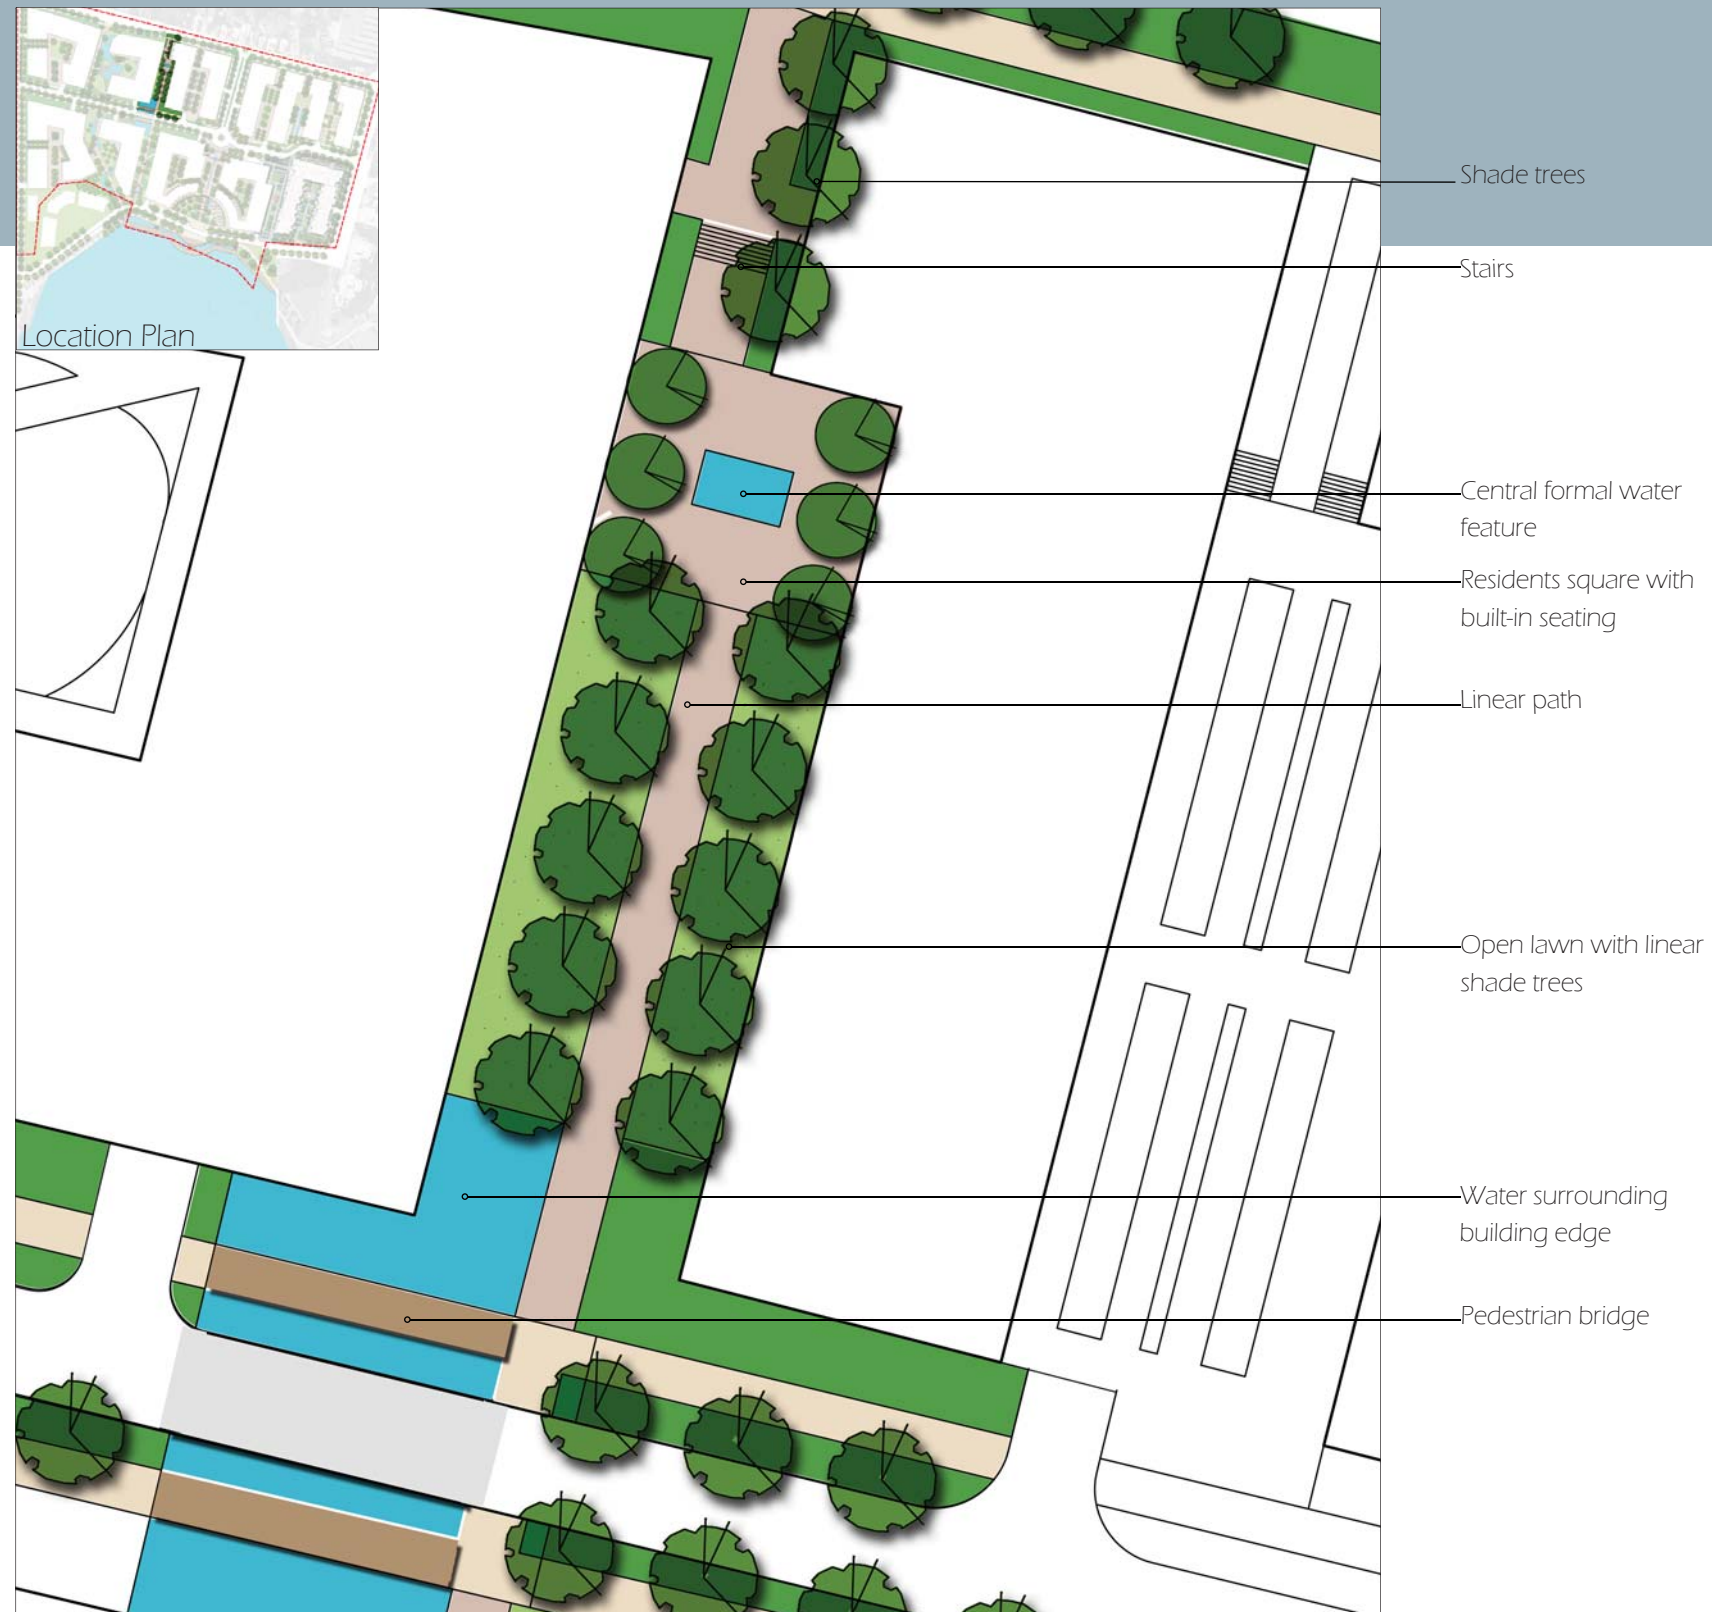 Location Plan
Shade trees
Stairs
Central formal water
feature
Residents square with
built-in seating
Linear path
Open lawn with linear
shade trees
Water surrounding
building edge
Pedestrian bridge